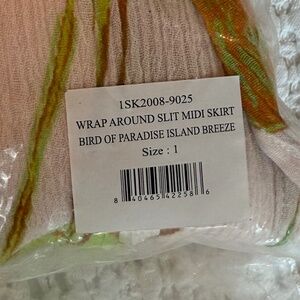 1SK2008-9025
WRAP AROUND SLIT MIDI SKIRT
BIRD OF PARADISE ISLAND BREEZE
Size : 1
8 40465 42258 6